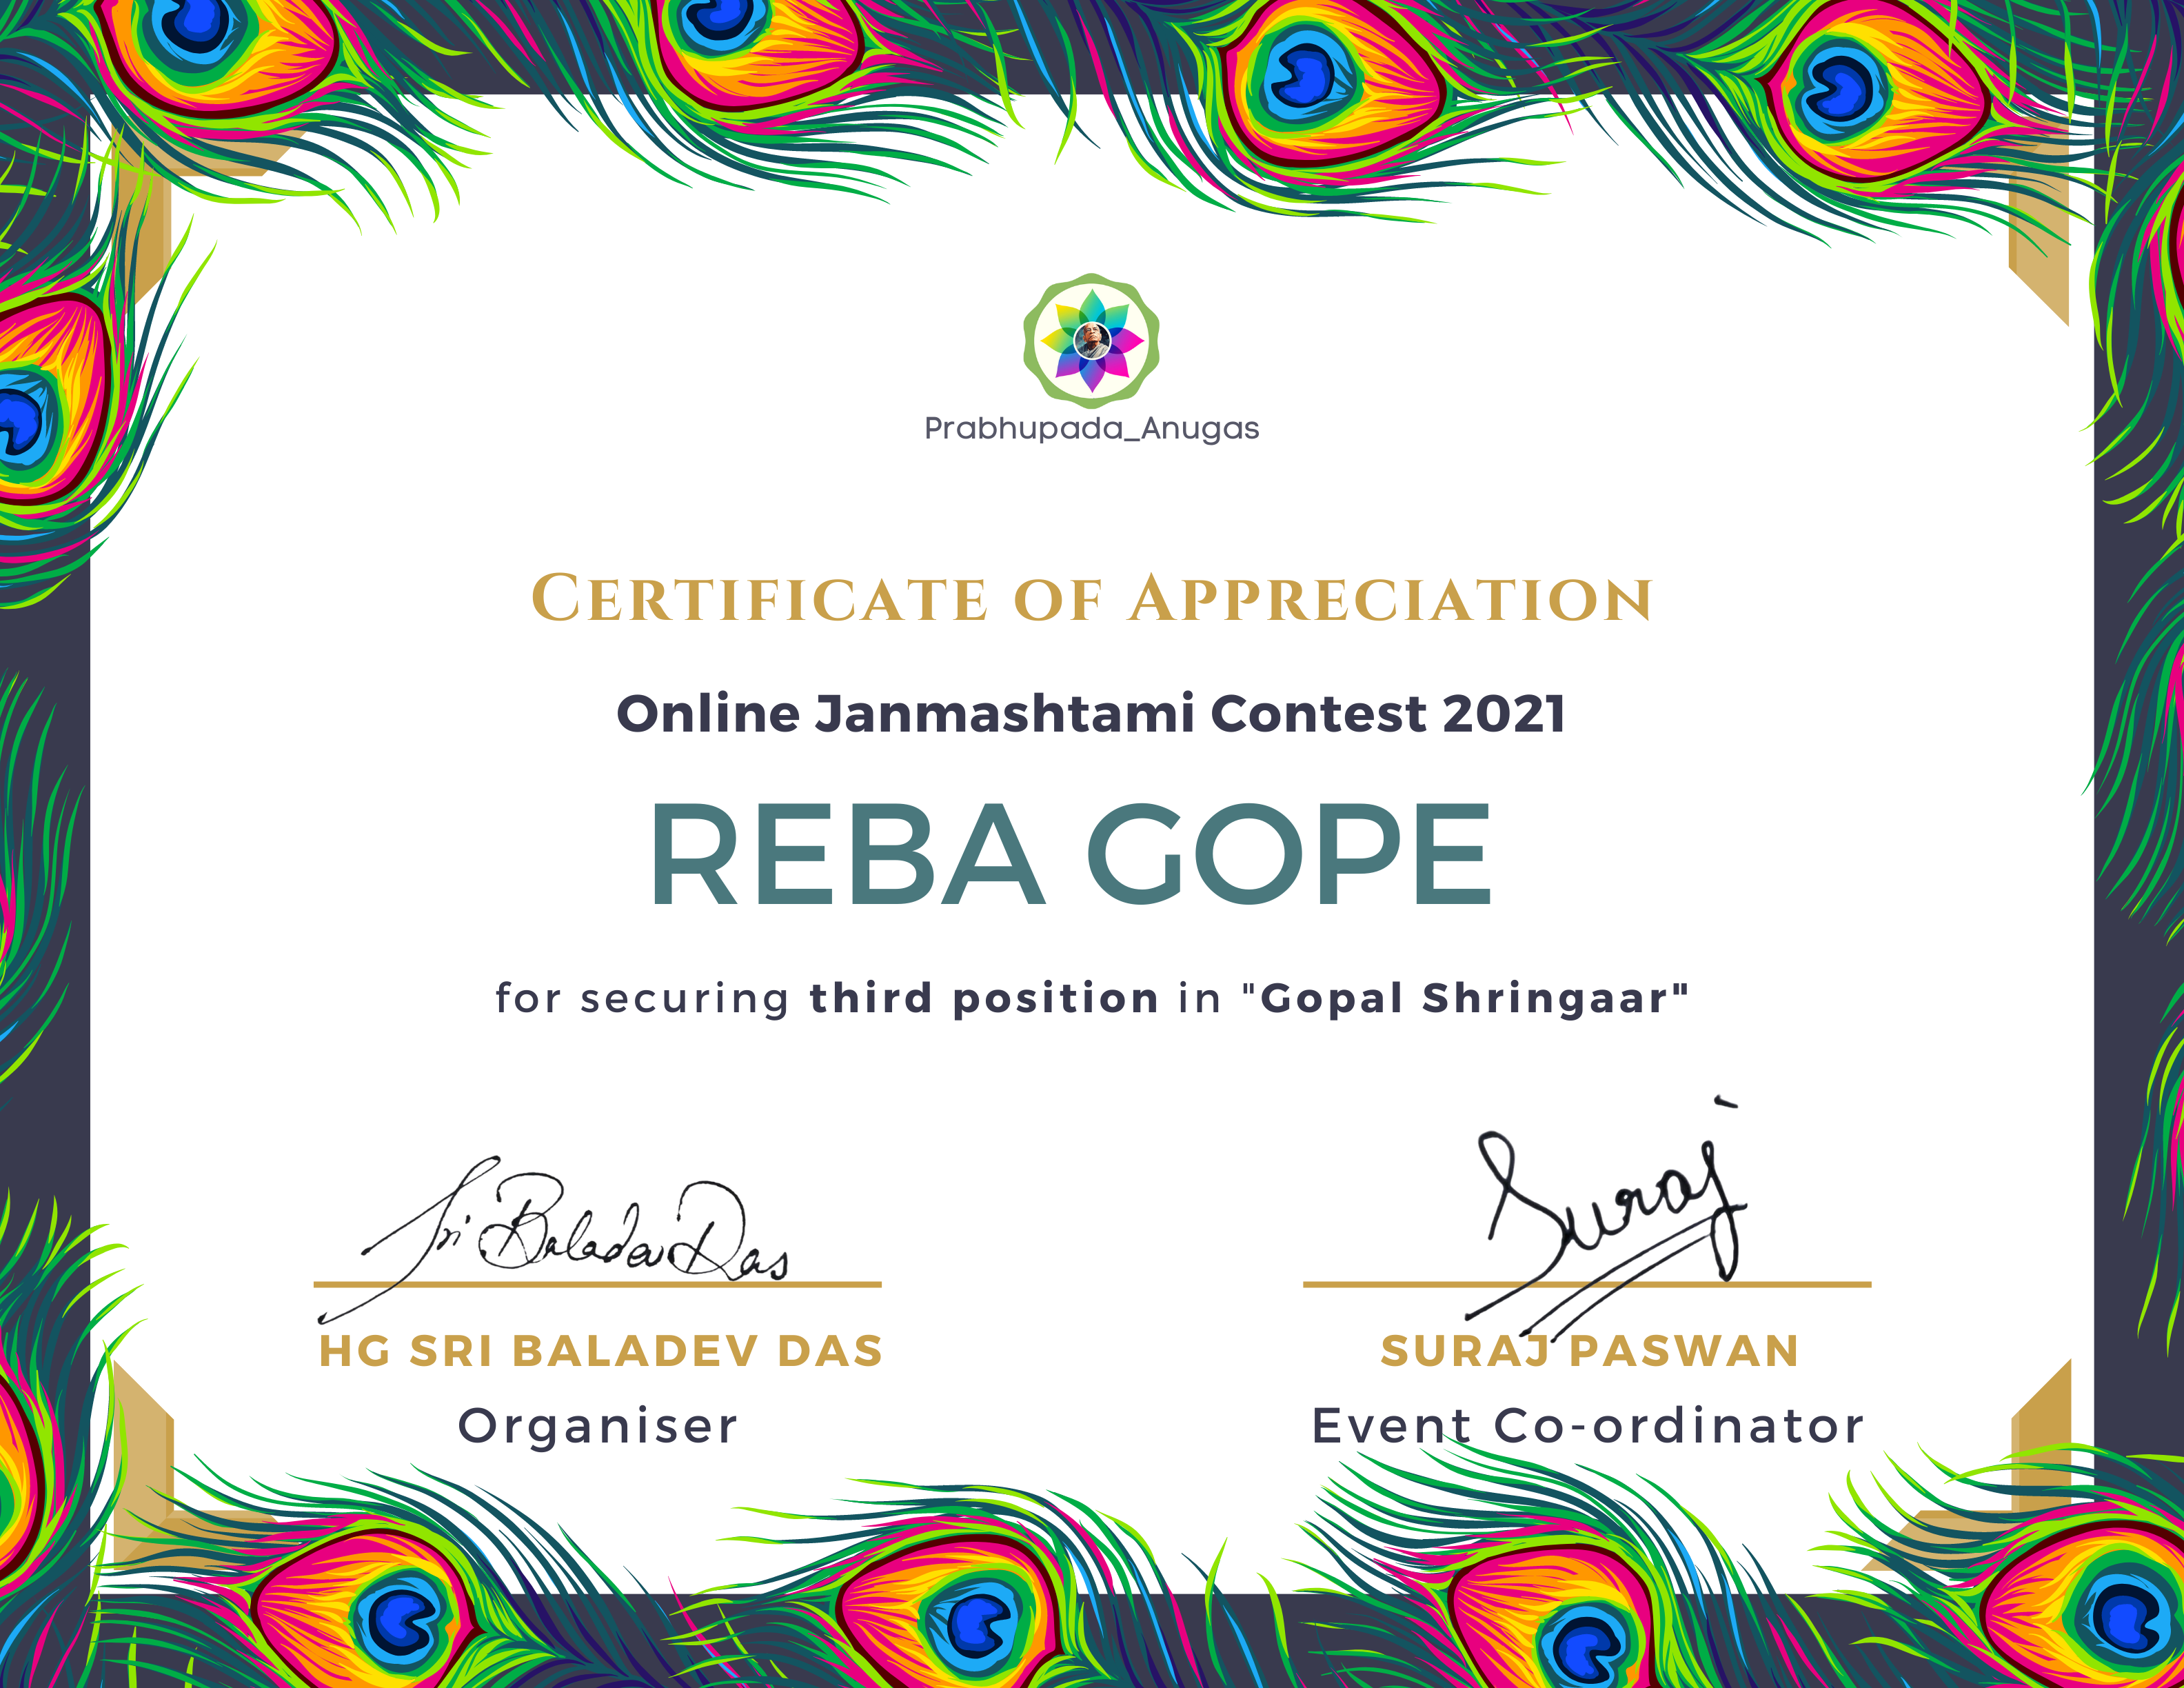 Prabhupada_Anugas
Certificate of Appreciation
Online Janmashtami Contest 2021
REBA GOPE
for securing third position in "Gopal Shringaar"
Sri Baladev Das
Suraj
HG SRI BALADEV DAS
SURAJ PASWAN
Organiser
Event Co-ordinator